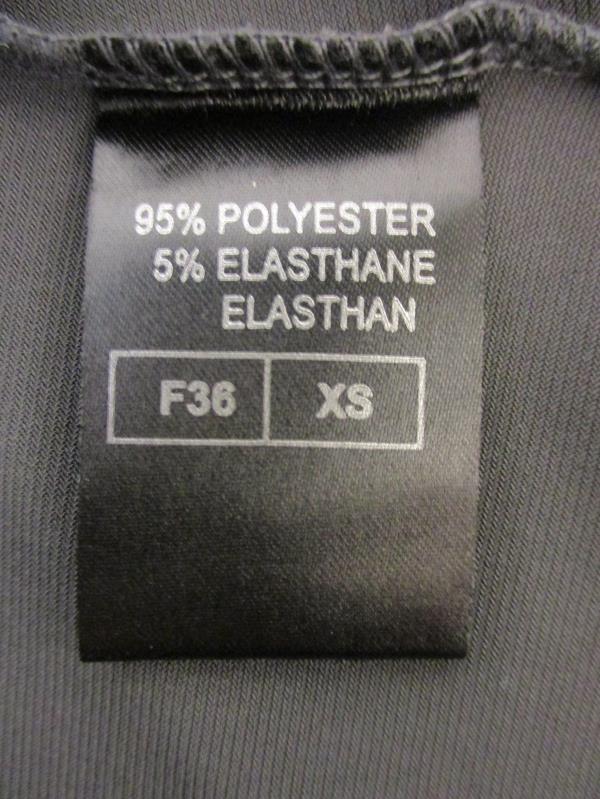 95% POLYESTER
5% ELASTHANE
ELASTHAN
F36 XS